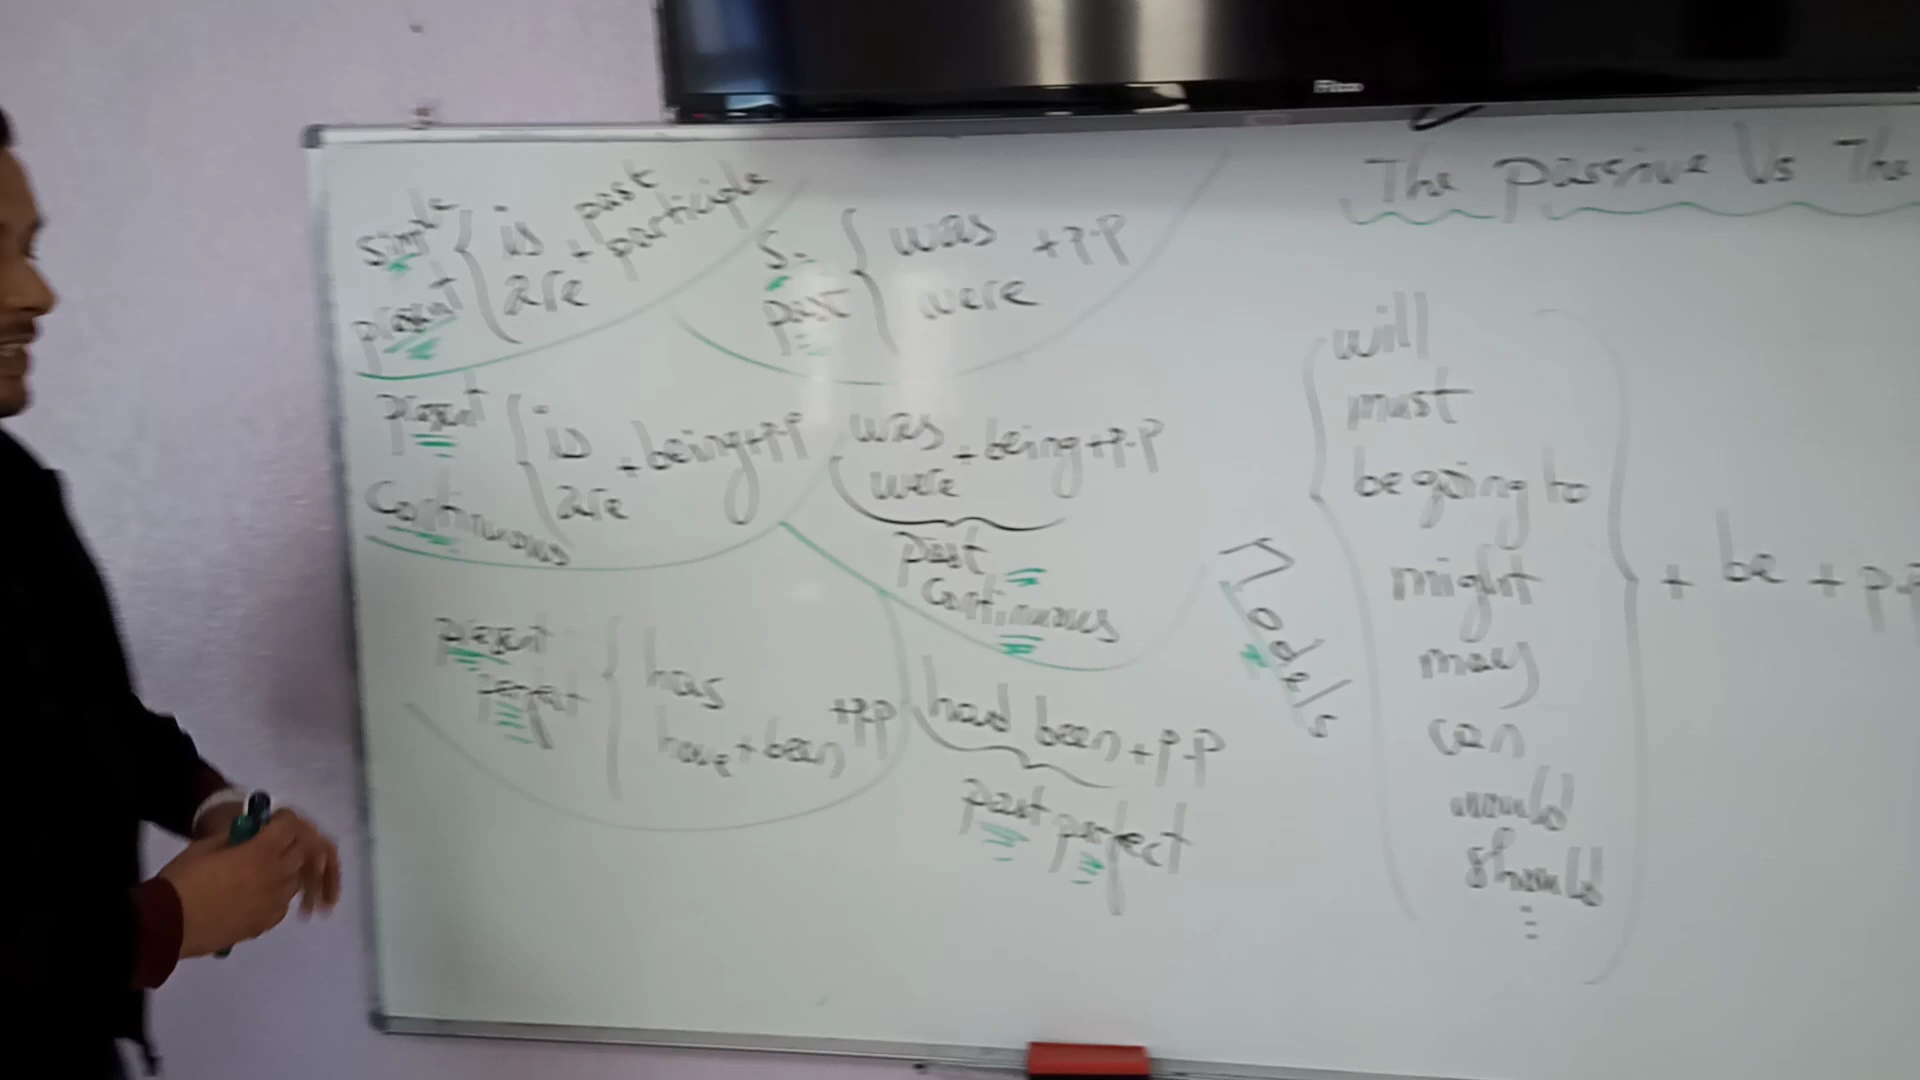 The Passive Vs The
simple
present
is
are
+ past
participle
S.
past
was
were
+ p.p
present
Continuous
is
are
+ being + p.p
was
were
+ being + p.p
past
Continuous
present
perfect
has
have + been
+ p.p
had been + p.p
past perfect
Models
will
must
be going to
might
may
can
would
should
...
+ be + p.p